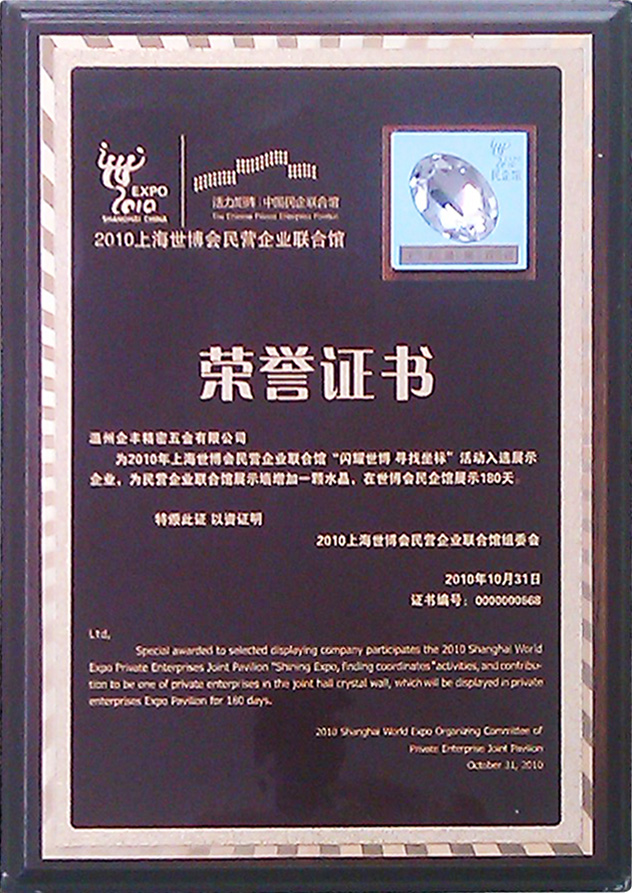 EXPO
2010
SHANGHAI CHINA
活力矩阵 中国民企联合馆
The Chinese Private Enterprises Pavilion
2010上海世博会民营企业联合馆
民企馆
荣誉证书
温州企丰精密五金有限公司
为2010年上海世博会民营企业联合馆“闪耀世博 寻找坐标”活动入选展示
企业，为民营企业联合馆展示墙增加一颗水晶，在世博会民企馆展示180天。
特颁此证 以资证明
2010上海世博会民营企业联合馆组委会
2010年10月31日
证书编号：0000000568
Ltd,
Special awarded to selected displaying company participates the 2010 Shanghai World
Expo Private Enterprises Joint Pavilion "Shining Expo, finding coordinates"activities, and contribu-
tion to be one of private enterprises in the joint hall crystal wall, which will be displayed in private
enterprises Expo Pavilion for 180 days.
2010 Shanghai World Expo Organizing Committee of
Private Enterprise Joint Pavilion
October 31, 2010